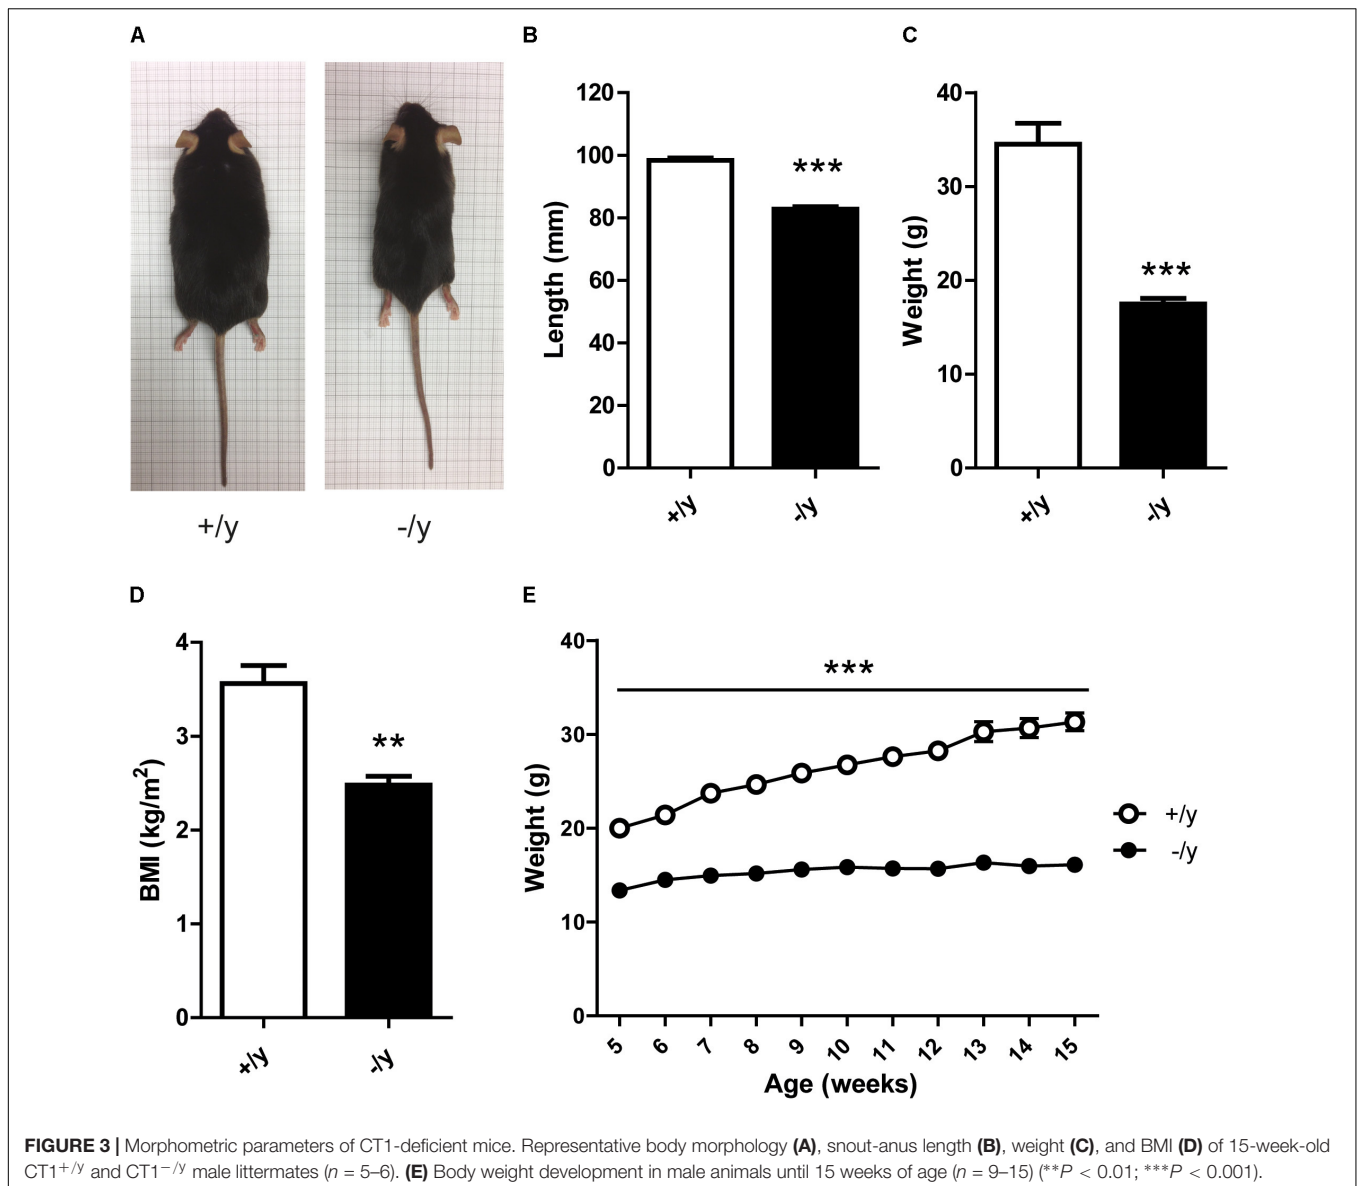 A
+/y
-/y
B
120
100
80
60
40
20
0
Length (mm)
***
+/y
-/y
C
40
30
20
10
0
Weight (g)
***
+/y
-/y
D
4
3
2
1
0
BMI (kg/m²)
**
+/y
-/y
E
40
30
20
10
0
Weight (g)
***
+/y
-/y
5 6 7 8 9 10 11 12 13 14 15
Age (weeks)
FIGURE 3 | Morphometric parameters of CT1-deficient mice. Representative body morphology (A), snout-anus length (B), weight (C), and BMI (D) of 15-week-old
CT1⁺/ʸ and CT1⁻/ʸ male littermates (n = 5–6). (E) Body weight development in male animals until 15 weeks of age (n = 9–15) (**P < 0.01; ***P < 0.001).